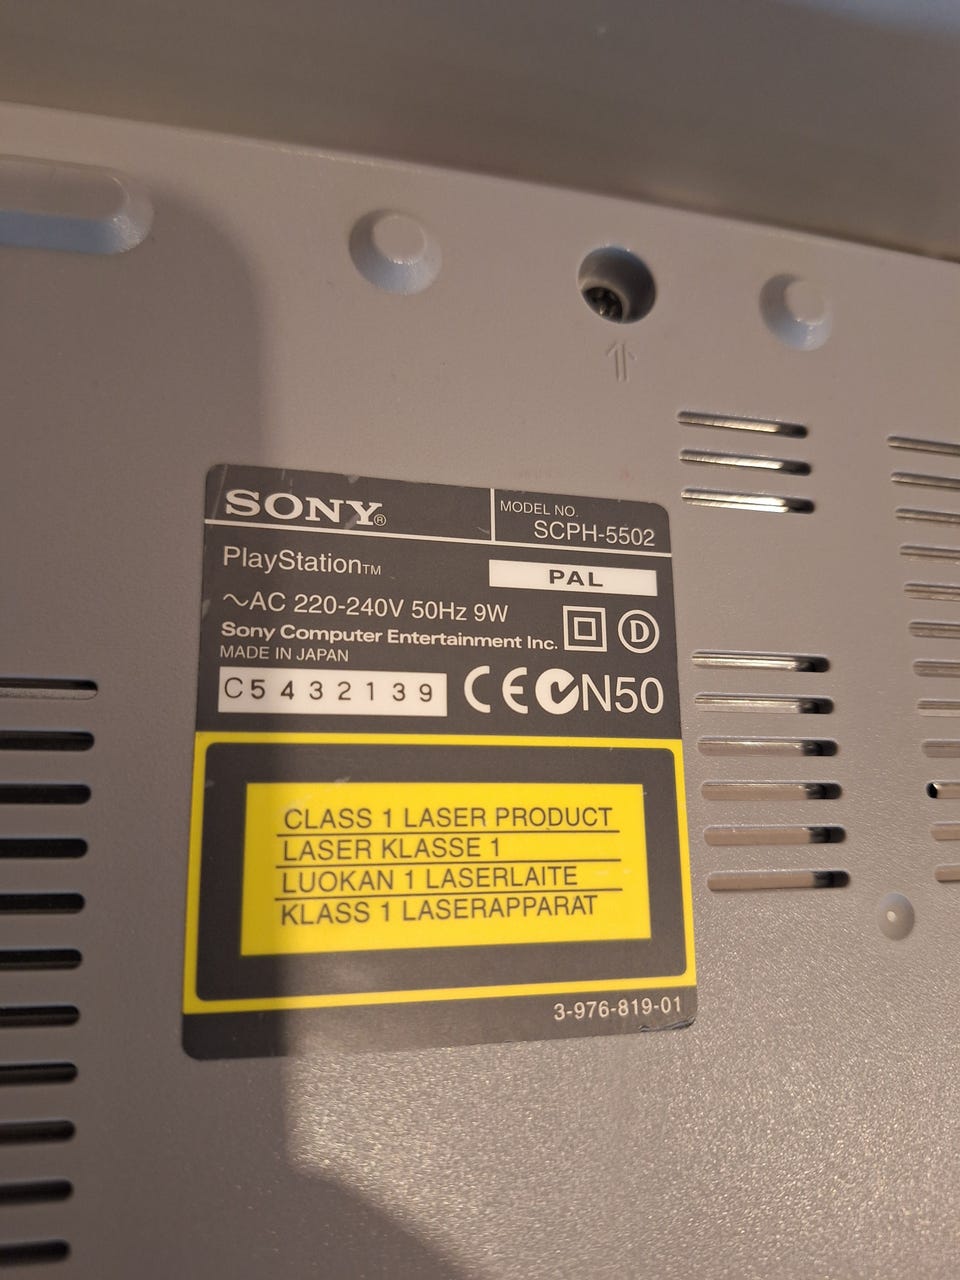 SONY®
MODEL NO.
SCPH-5502
PlayStation™
PAL
~AC 220-240V 50Hz 9W
Sony Computer Entertainment Inc.
D
MADE IN JAPAN
C5432139
CE N50
CLASS 1 LASER PRODUCT
LASER KLASSE 1
LUOKAN 1 LASERLAITE
KLASS 1 LASERAPPARAT
3-976-819-01